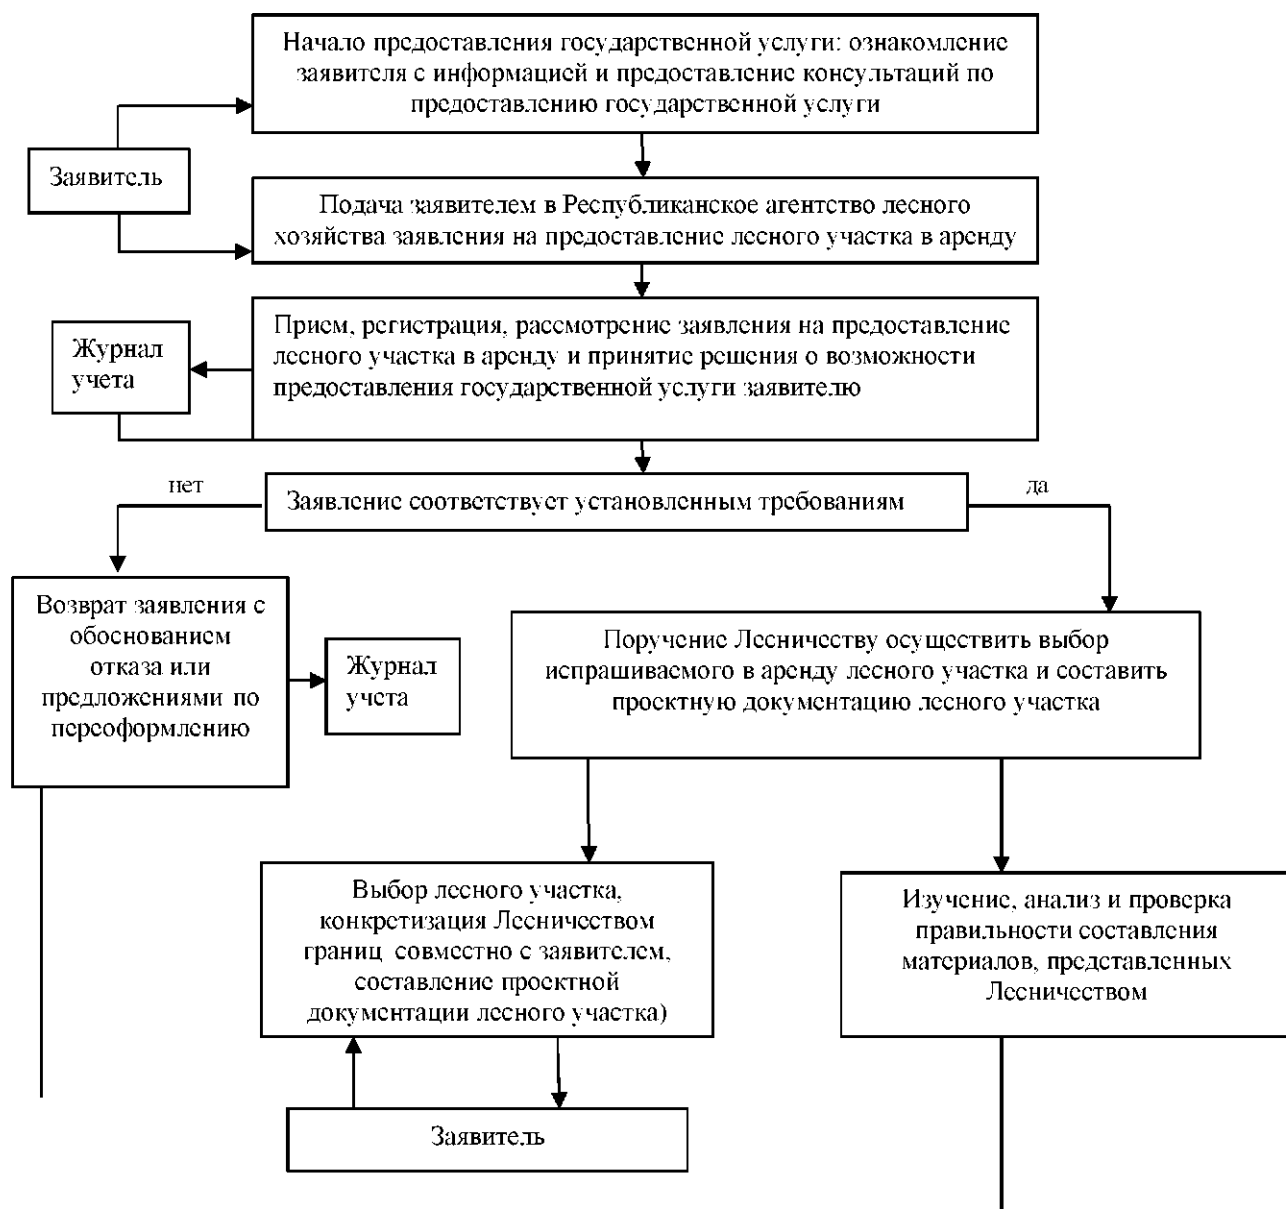 Начало предоставления государственной услуги: ознакомление
заявителя с информацией и предоставление консультаций по
предоставлению государственной услуги
Заявитель
Подача заявителем в Республиканское агентство лесного
хозяйства заявления на предоставление лесного участка в аренду
Прием, регистрация, рассмотрение заявления на предоставление
лесного участка в аренду и принятие решения о возможности
предоставления государственной услуги заявителю
Журнал
учета
нет
Заявление соответствует установленным требованиям
да
Возврат заявления с
обоснованием
отказа или
предложениями по
переоформлению
Журнал
учета
Поручение Лесничеству осуществить выбор
испрашиваемого в аренду лесного участка и составить
проектную документацию лесного участка
Выбор лесного участка,
конкретизация Лесничеством
границ совместно с заявителем,
составление проектной
документации лесного участка)
Изучение, анализ и проверка
правильности составления
материалов, представленных
Лесничеством
Заявитель